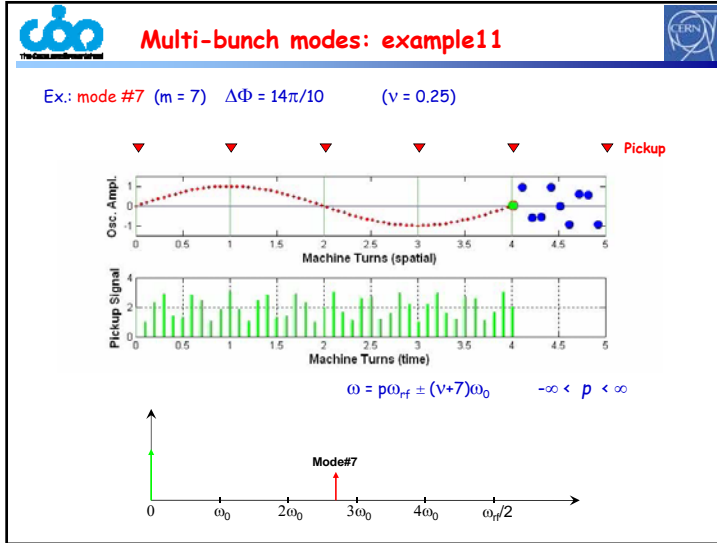 Multi-bunch modes: example11
CERN
Ex.: mode #7 (m = 7) ΔΦ = 14π/10 (ν = 0.25)
Pickup
Osc. Ampl.
1
0
-1
0 0.5 1 1.5 2 2.5 3 3.5 4 4.5 5
Machine Turns (spatial)
Pickup Signal
4
2
0
0 0.5 1 1.5 2 2.5 3 3.5 4 4.5 5
Machine Turns (time)
ω = pω_rf ± (ν+7)ω_0 -∞ < p < ∞
Mode#7
0 ω_0 2ω_0 3ω_0 4ω_0 ω_rf/2